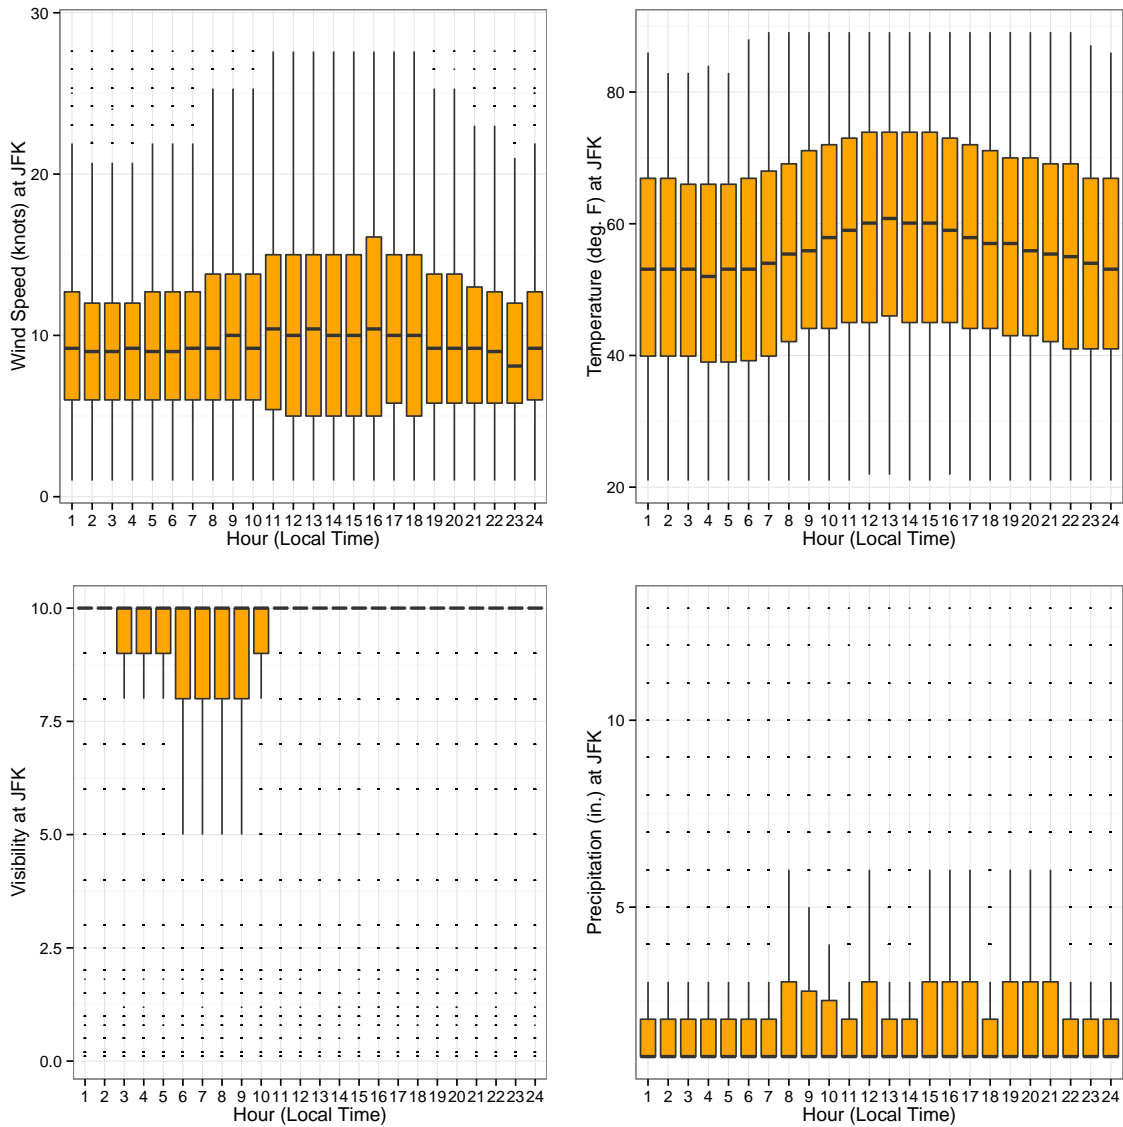 Wind Speed (knots) at JFK
30
20
10
0
1 2 3 4 5 6 7 8 9 10 11 12 13 14 15 16 17 18 19 20 21 22 23 24
Hour (Local Time)
Temperature (deg. F) at JFK
80
60
40
20
1 2 3 4 5 6 7 8 9 10 11 12 13 14 15 16 17 18 19 20 21 22 23 24
Hour (Local Time)
Visibility at JFK
10.0
7.5
5.0
2.5
0.0
1 2 3 4 5 6 7 8 9 10 11 12 13 14 15 16 17 18 19 20 21 22 23 24
Hour (Local Time)
Precipitation (in.) at JFK
10
5
1 2 3 4 5 6 7 8 9 10 11 12 13 14 15 16 17 18 19 20 21 22 23 24
Hour (Local Time)